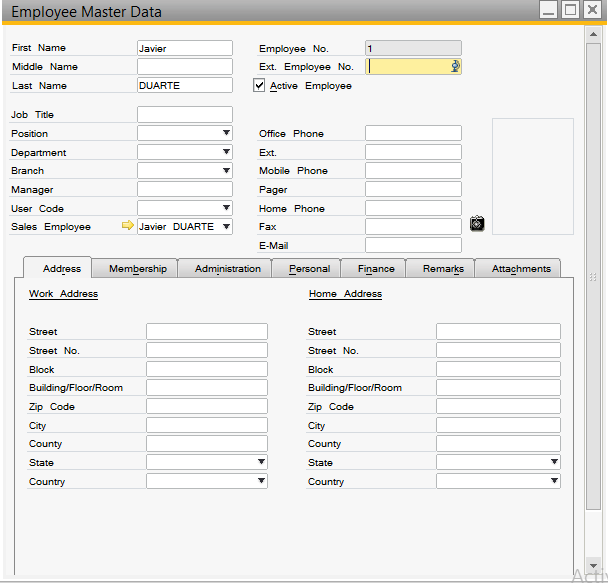 Employee Master Data
First Name Javier Employee No. 1
Middle Name Ext. Employee No.
Last Name DUARTE Active Employee
Job Title
Position Office Phone
Department Ext.
Branch Mobile Phone
Manager Pager
User Code Home Phone
Sales Employee Javier DUARTE Fax
E-Mail
Address Membership Administration Personal Finance Remarks Attachments
Work Address Home Address
Street Street
Street No. Street No.
Block Block
Building/Floor/Room Building/Floor/Room
Zip Code Zip Code
City City
County County
State State
Country Country